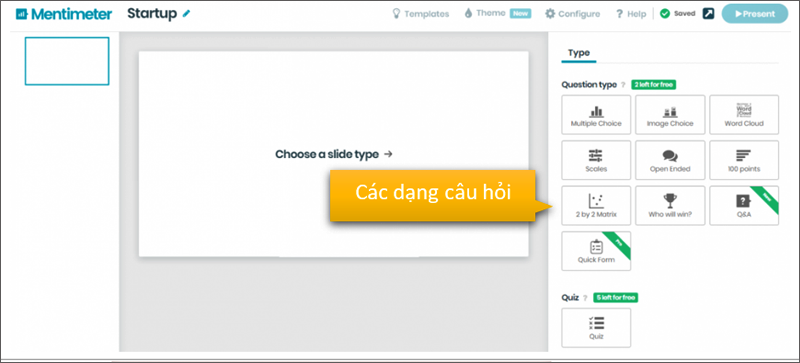 Mentimeter
Startup
Templates
Theme New
Configure
? Help
Saved
Present
Type
Question type ? 2 left for free
Multiple Choice
Image Choice
Word Cloud
Scales
Open Ended
100 points
2 by 2 Matrix
Who will win?
Q&A
Quick Form
Choose a slide type →
Các dạng câu hỏi
Quiz ? 5 left for free
Quiz